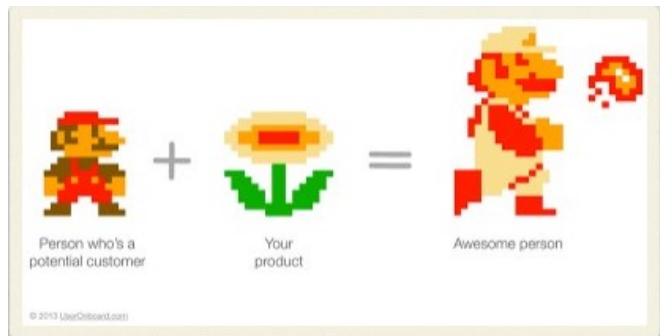 Person who's a
potential customer
Your
product
Awesome person
© 2013 UserOnboard.com